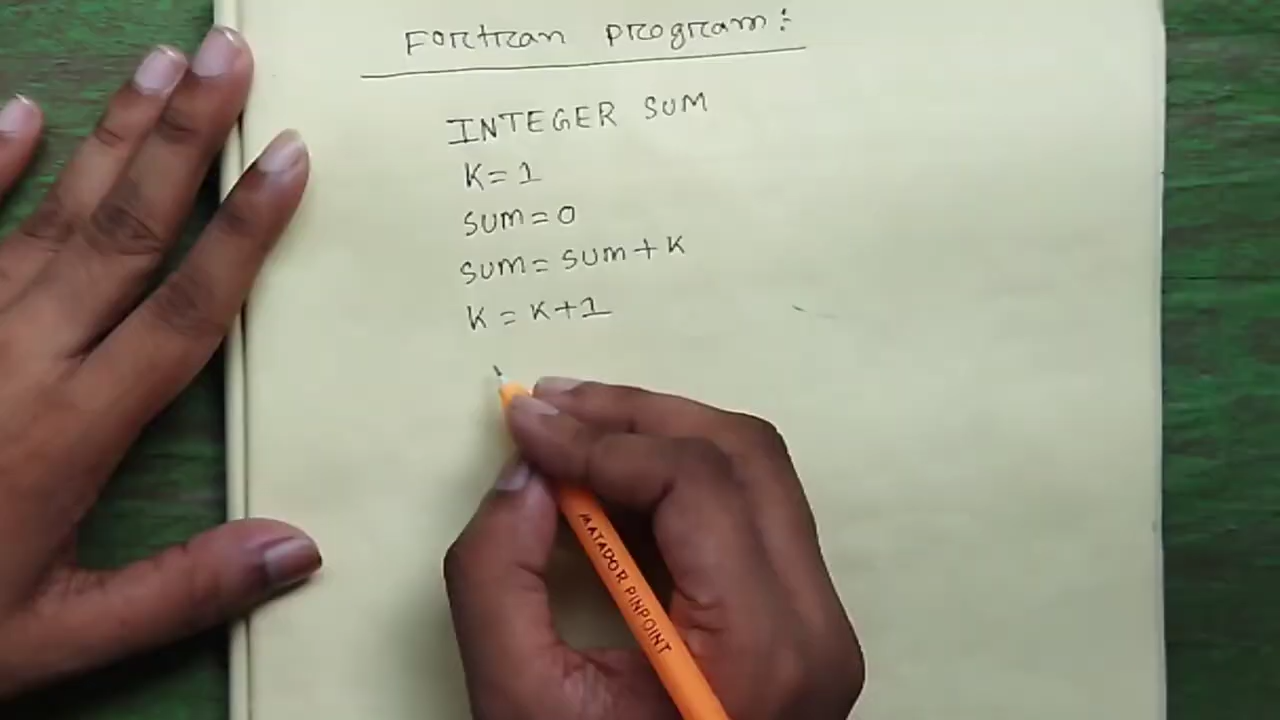 Fortran program:
INTEGER SUM
K=1
SUM=0
SUM=SUM+K
K=K+1
MATADOR PINPOINT